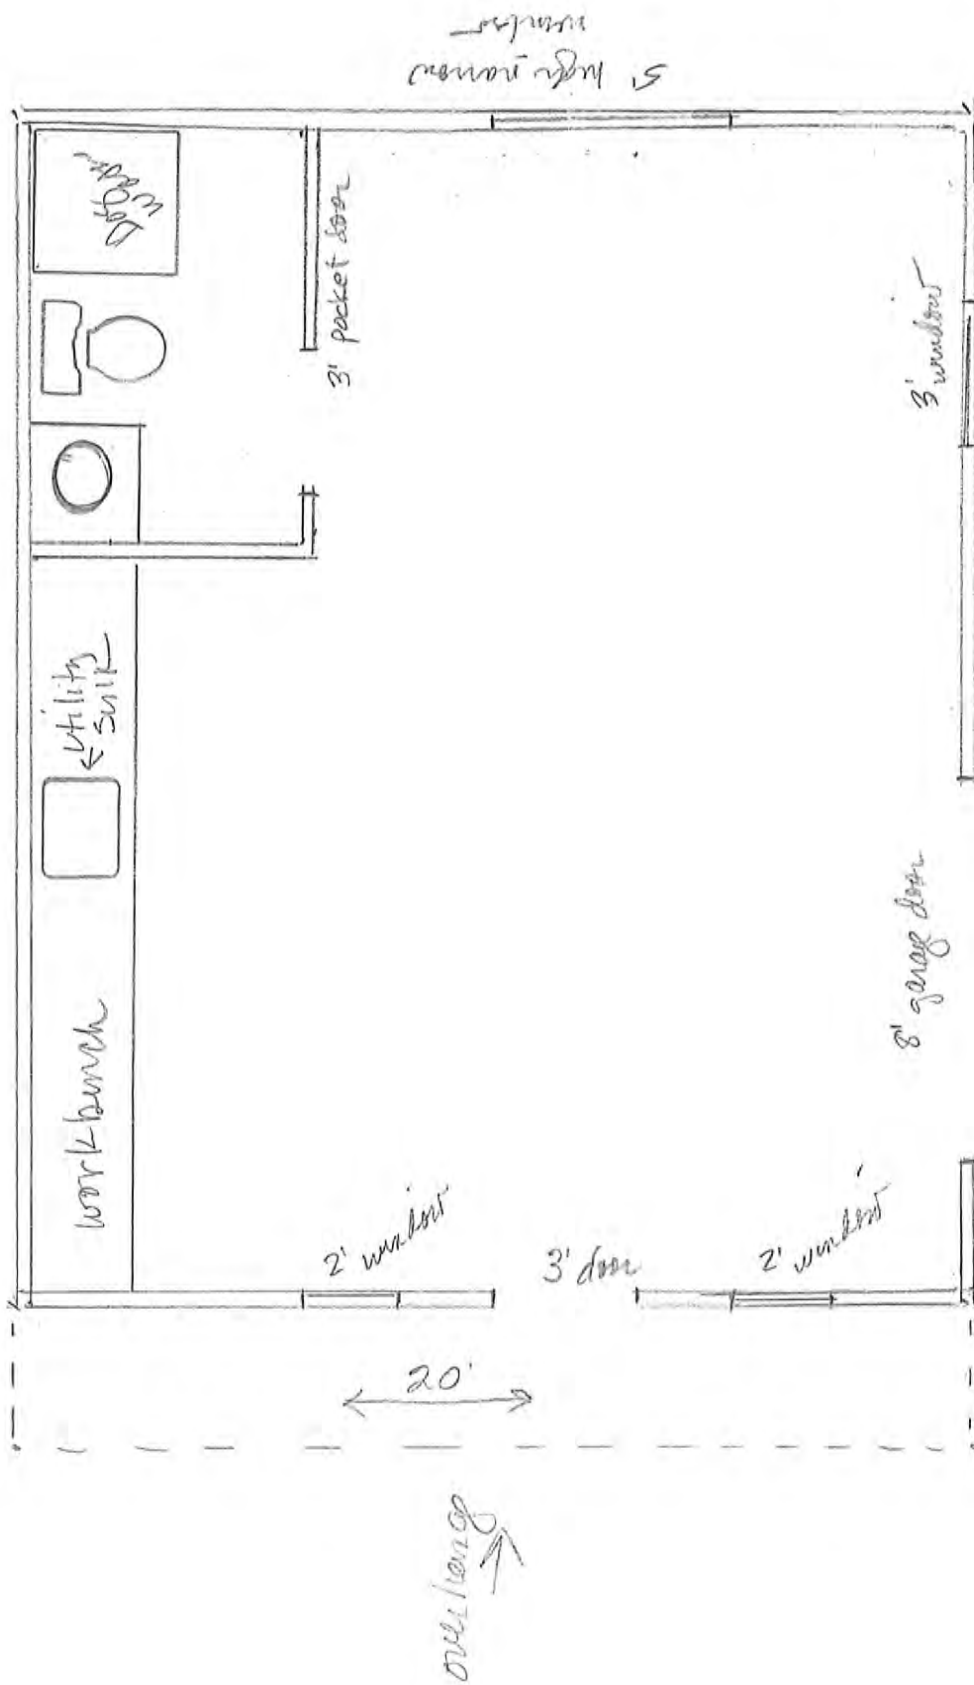 5' high narrow
window
Dog
3' pocket door
3' window
← utility
sink
workbench
8' garage door
2' window
3' door
2' window
20'
overhang